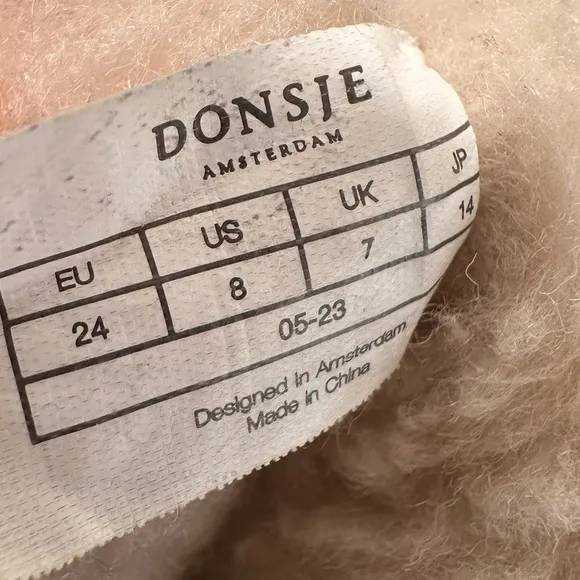 DONSJE
AMSTERDAM
EU US UK JP
24 8 7 14
05-23
Designed in Amsterdam
Made in China